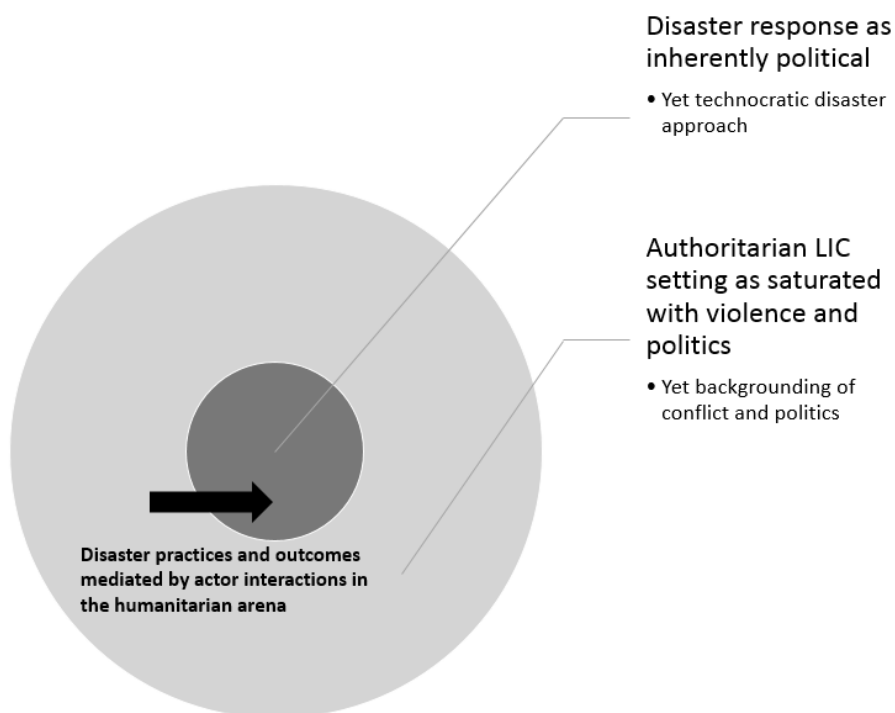 Disaster response as
inherently political
• Yet technocratic disaster
approach
Authoritarian LIC
setting as saturated
with violence and
politics
• Yet backgrounding of
conflict and politics
Disaster practices and outcomes
mediated by actor interactions in
the humanitarian arena